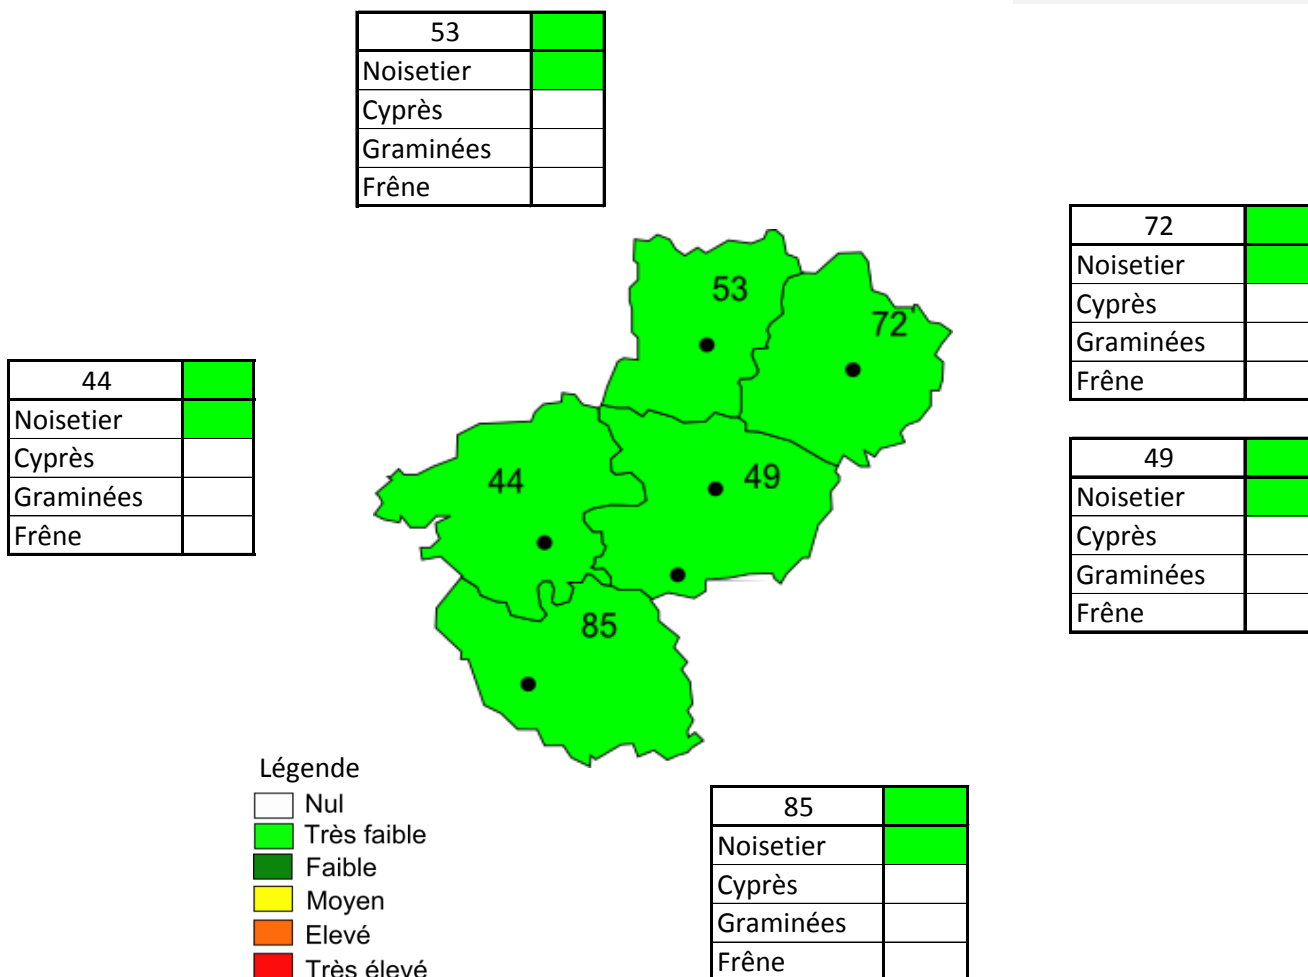 53
Noisetier
Cyprès
Graminées
Frêne
72
Noisetier
Cyprès
Graminées
Frêne
53
72
44
Noisetier
Cyprès
Graminées
Frêne
44
49
85
49
Noisetier
Cyprès
Graminées
Frêne
Légende
Nul
Très faible
Faible
Moyen
Elevé
Très élevé
85
Noisetier
Cyprès
Graminées
Frêne